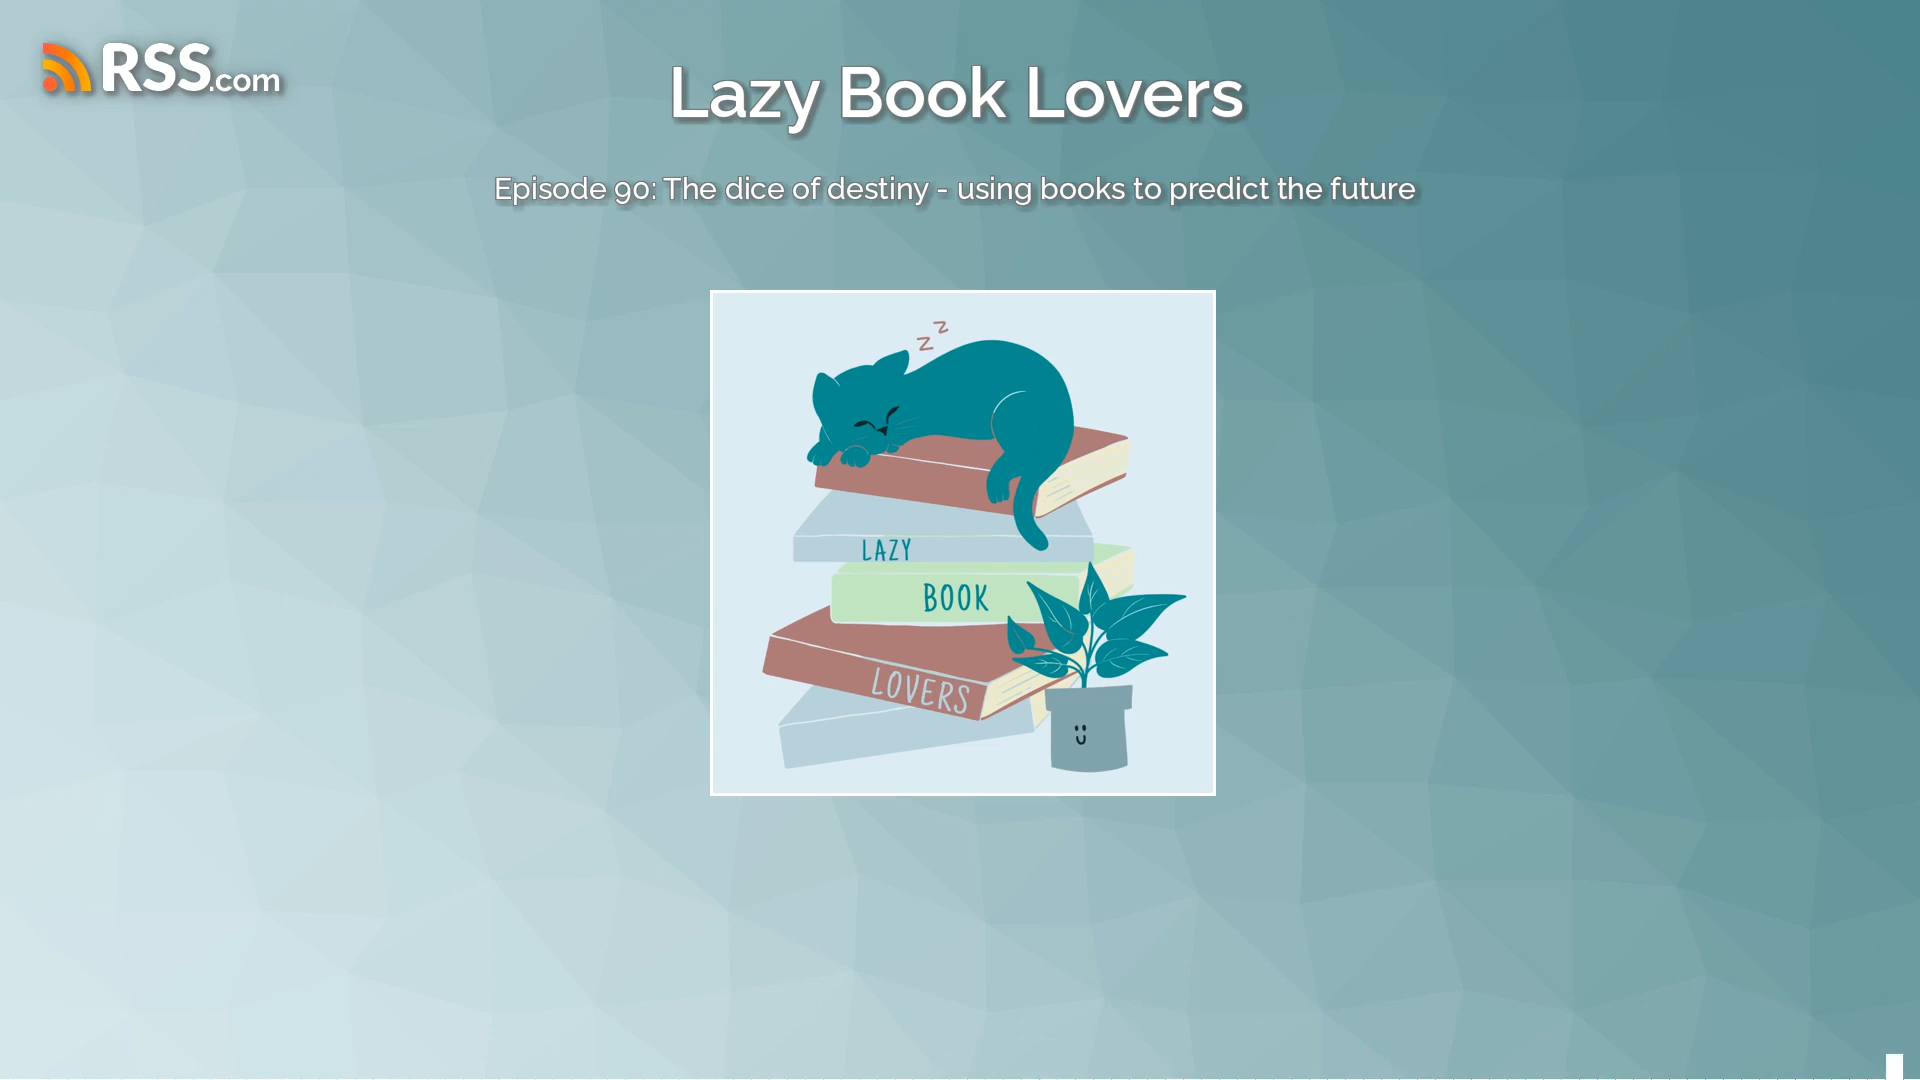 RSS.com
Lazy Book Lovers
Episode 90: The dice of destiny - using books to predict the future
z
z
LAZY
BOOK
LOVERS